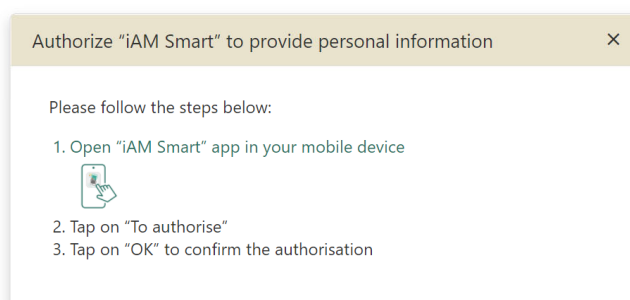 Authorize “iAM Smart” to provide personal information
Please follow the steps below:
1. Open “iAM Smart” app in your mobile device
2. Tap on “To authorise“
3. Tap on “OK” to confirm the authorisation